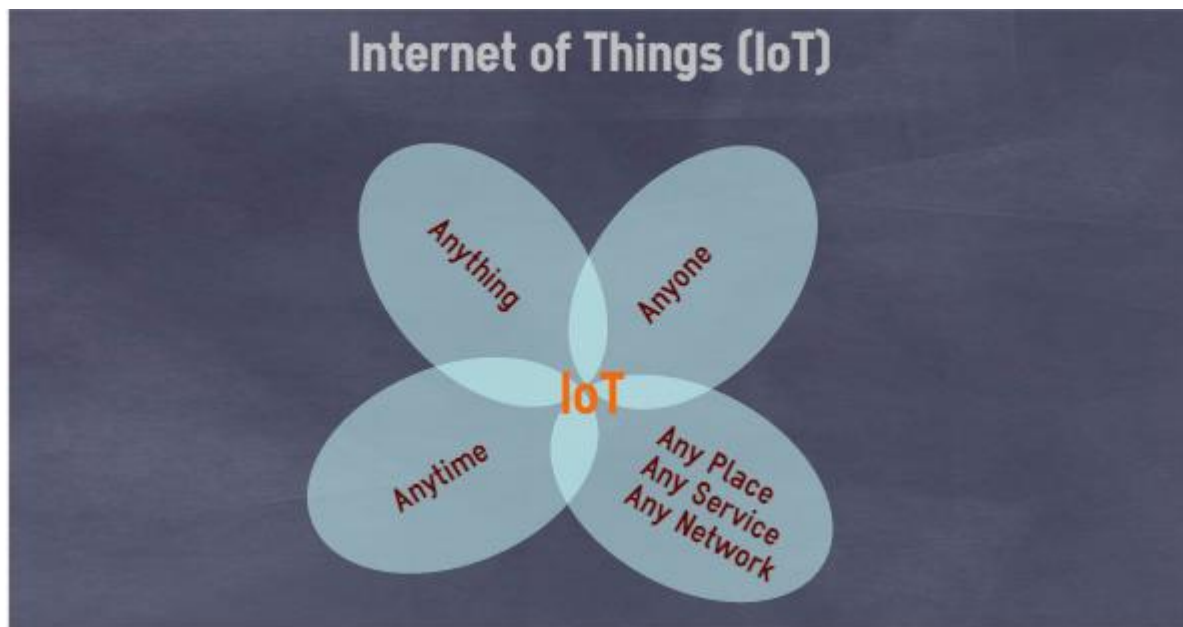 Internet of Things (IoT)
Anything
Anyone
IoT
Anytime
Any Place
Any Service
Any Network